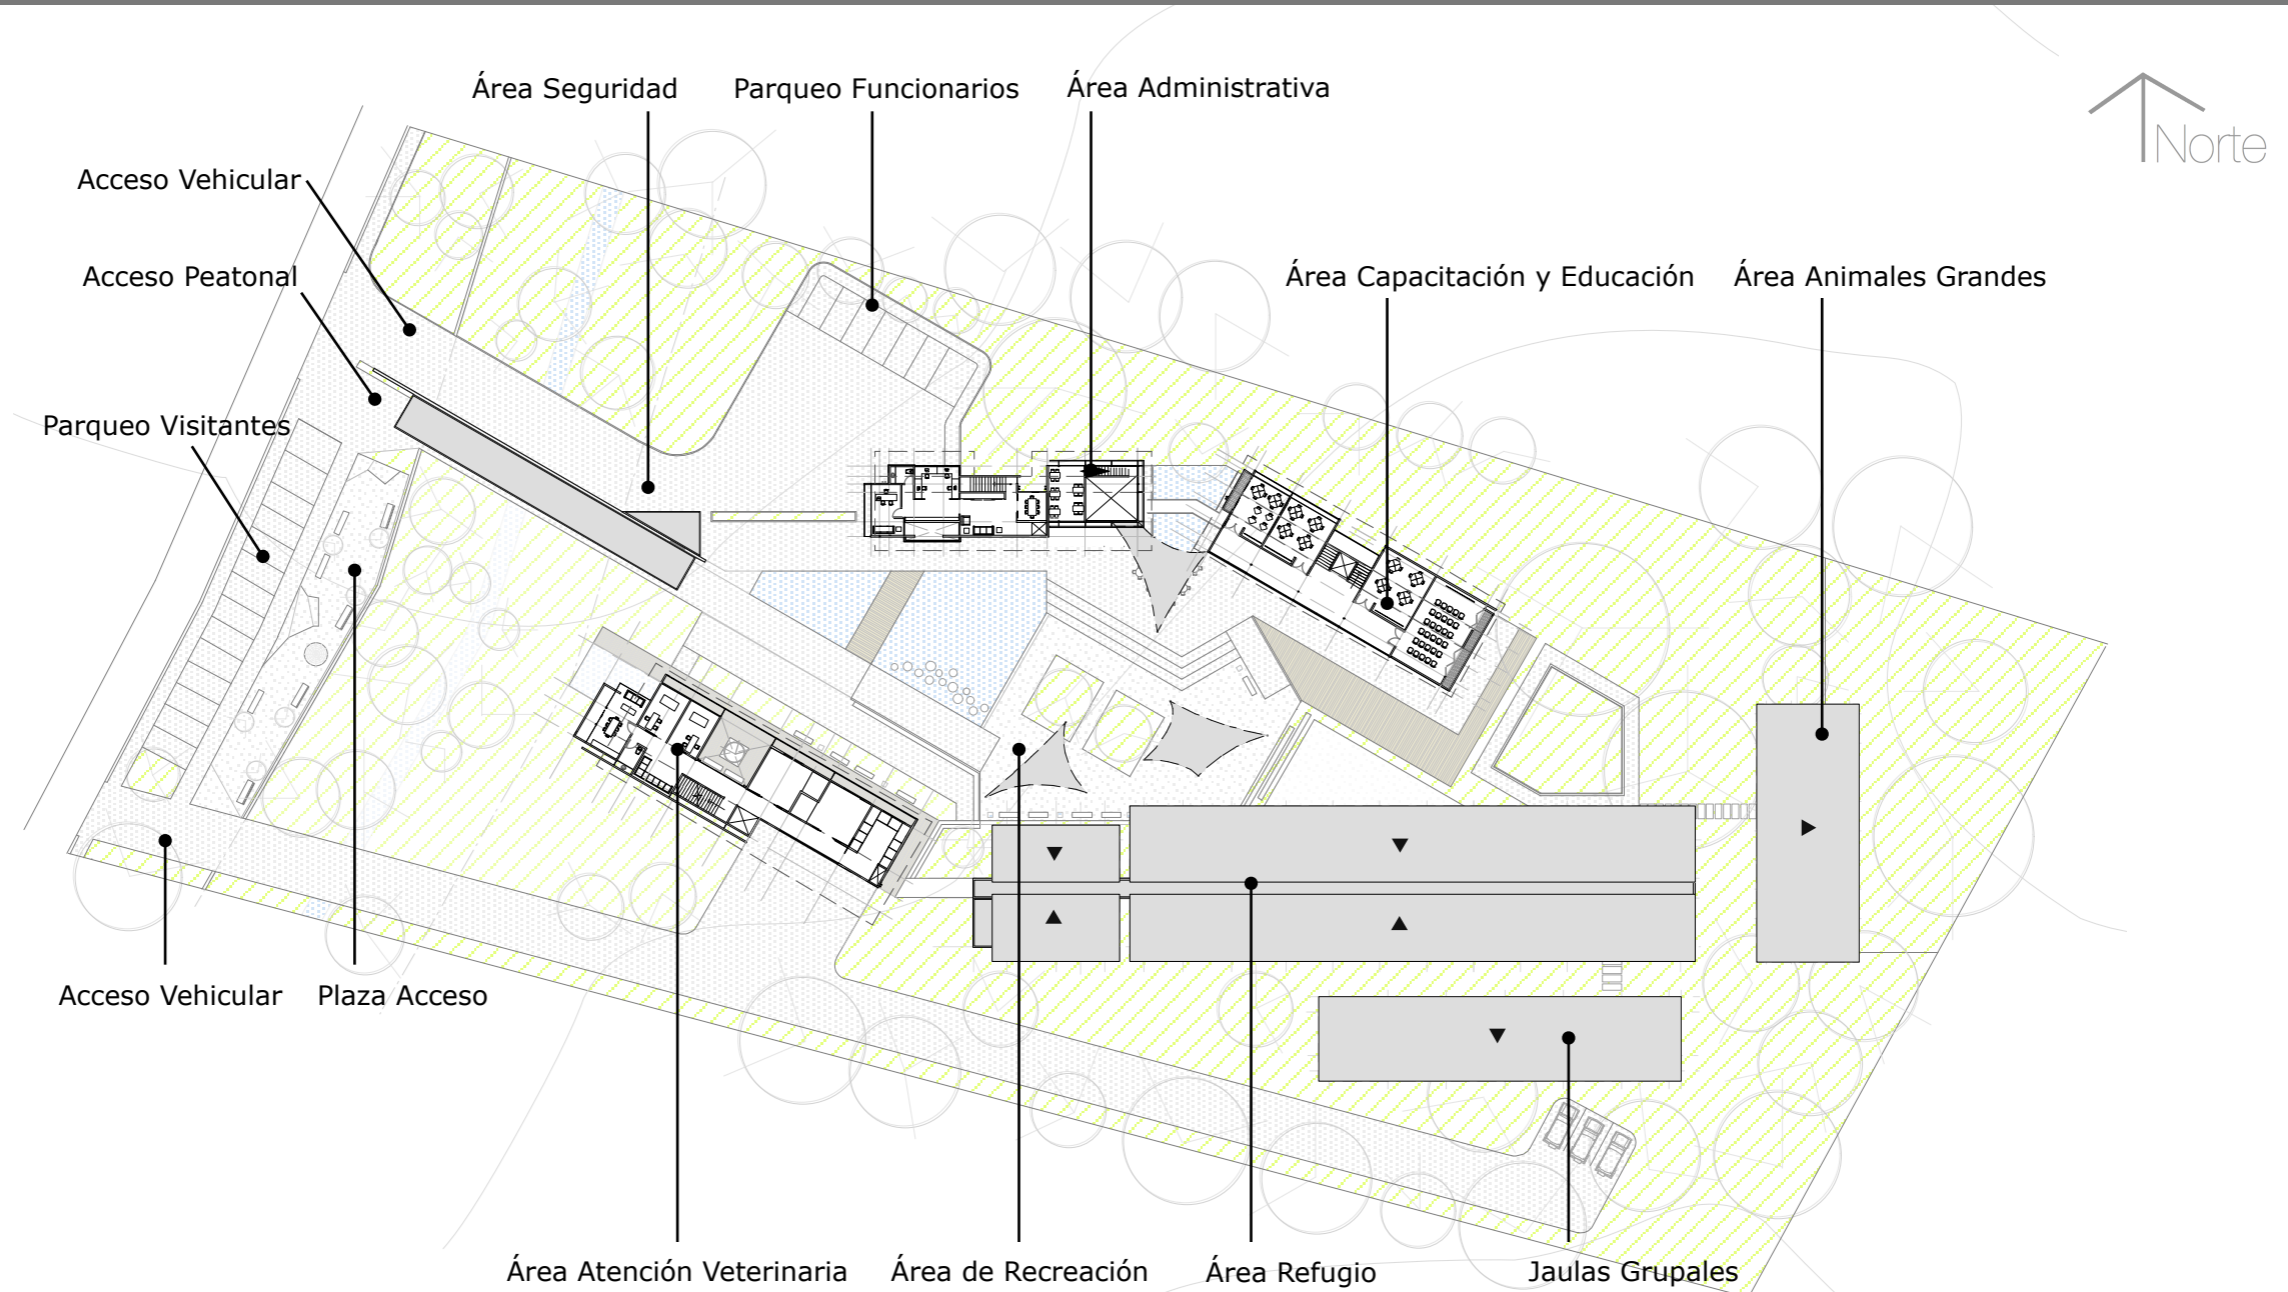 Área Seguridad
Parqueo Funcionarios
Área Administrativa
Norte
Acceso Vehicular
Acceso Peatonal
Área Capacitación y Educación
Área Animales Grandes
Parqueo Visitantes
Acceso Vehicular
Plaza Acceso
Área Atención Veterinaria
Área de Recreación
Área Refugio
Jaulas Grupales